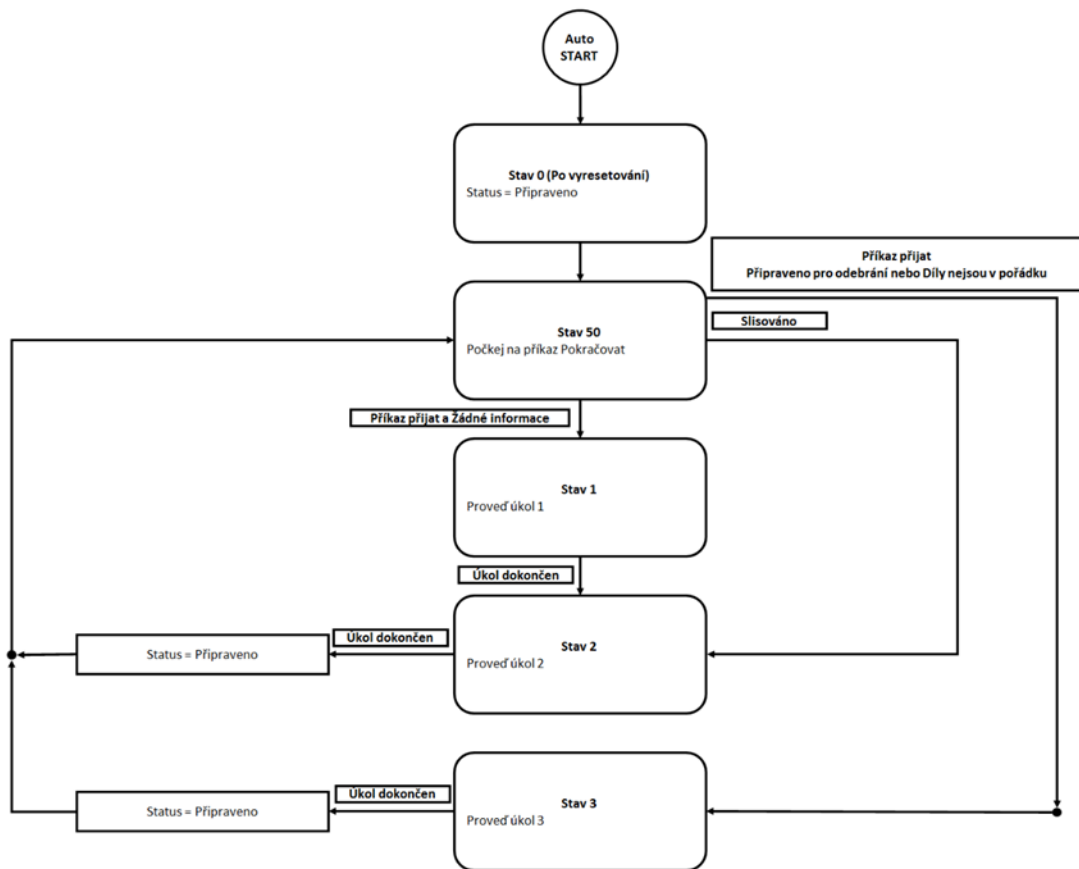 Auto
START
Stav 0 (Po vyresetování)
Status = Připraveno
Příkaz přijat
Připraveno pro odebrání nebo Díly nejsou v pořádku
Slisováno
Stav 50
Počkej na příkaz Pokračovat
Příkaz přijat a Žádné informace
Stav 1
Proveď úkol 1
Úkol dokončen
Stav 2
Proveď úkol 2
Úkol dokončen
Status = Připraveno
Stav 3
Proveď úkol 3
Úkol dokončen
Status = Připraveno